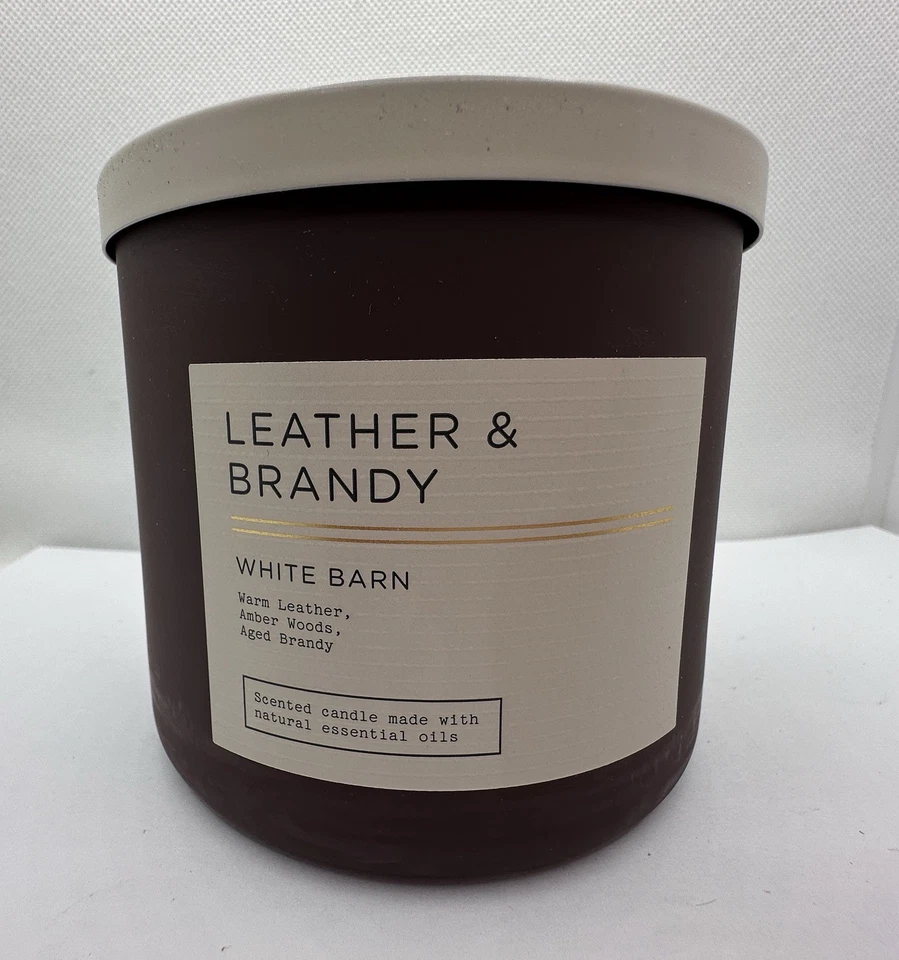 LEATHER &
BRANDY
WHITE BARN
Warm Leather,
Amber Woods,
Aged Brandy
Scented candle made with
natural essential oils